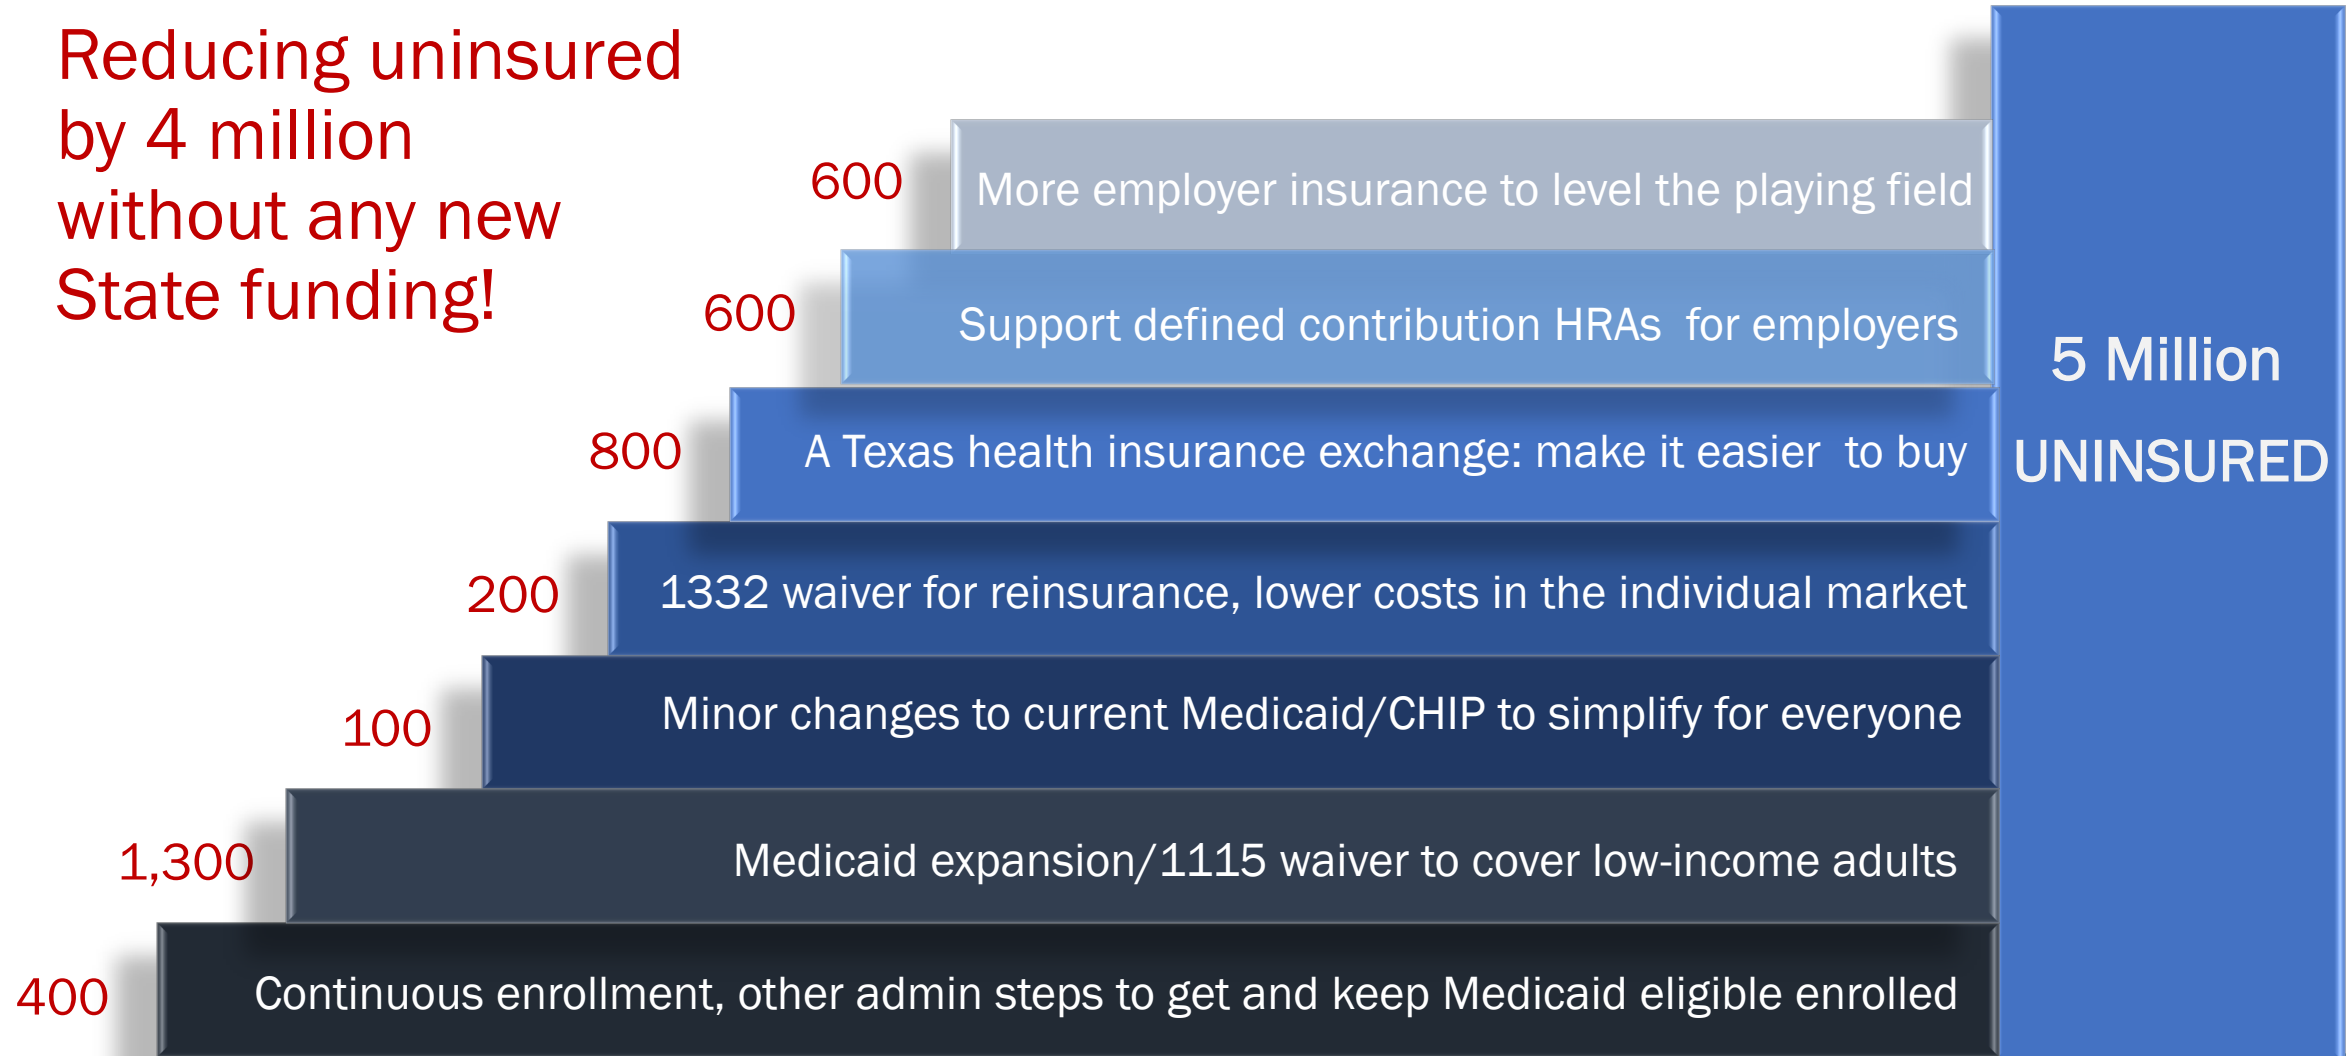 Reducing uninsured
by 4 million
without any new
State funding!
600
More employer insurance to level the playing field
600
Support defined contribution HRAs  for employers
800
A Texas health insurance exchange: make it easier  to buy
200
1332 waiver for reinsurance, lower costs in the individual market
100
Minor changes to current Medicaid/CHIP to simplify for everyone
1,300
Medicaid expansion/1115 waiver to cover low-income adults
400
Continuous enrollment, other admin steps to get and keep Medicaid eligible enrolled
5 Million
UNINSURED